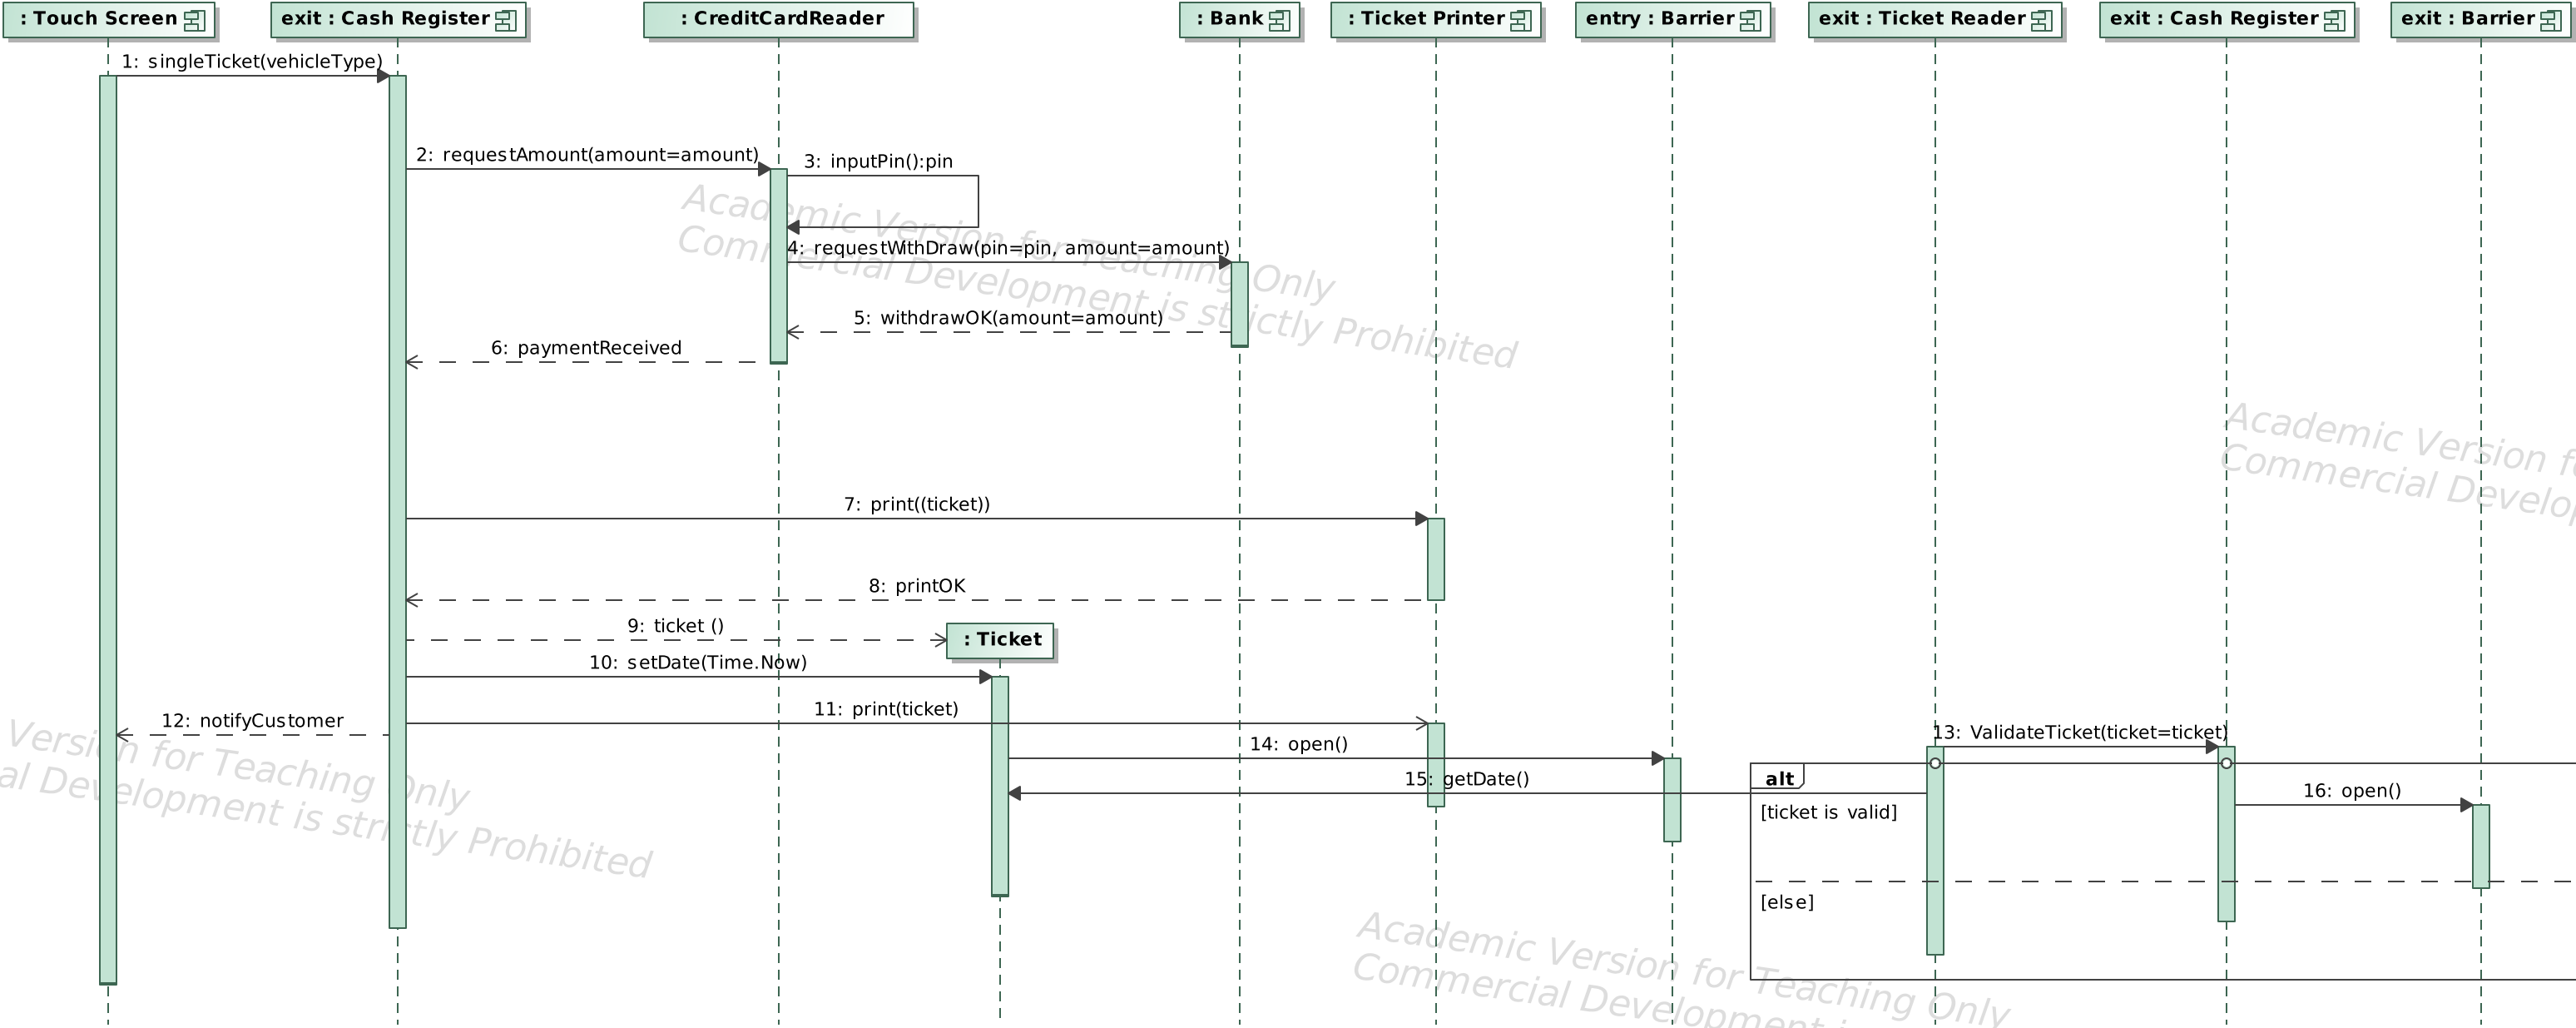 : Touch Screen
exit : Cash Register
: CreditCardReader
: Bank
: Ticket Printer
entry : Barrier
exit : Ticket Reader
exit : Cash Register
exit : Barrier
1: singleTicket(vehicleType)
2: requestAmount(amount=amount)
3: inputPin():pin
4: requestWithDraw(pin=pin, amount=amount)
5: withdrawOK(amount=amount)
6: paymentReceived
7: print((ticket))
8: printOK
9: ticket ()
: Ticket
10: setDate(Time.Now)
11: print(ticket)
12: notifyCustomer
13: ValidateTicket(ticket=ticket)
14: open()
15: getDate()
alt
16: open()
[ticket is valid]
[else]
Academic Version for Teaching Only
Commercial Development is strictly Prohibited
Academic Version f
Commercial Develop
Version for Teaching Only
al Development is strictly Prohibited
Academic Version for Teaching Only
Commercial Development i